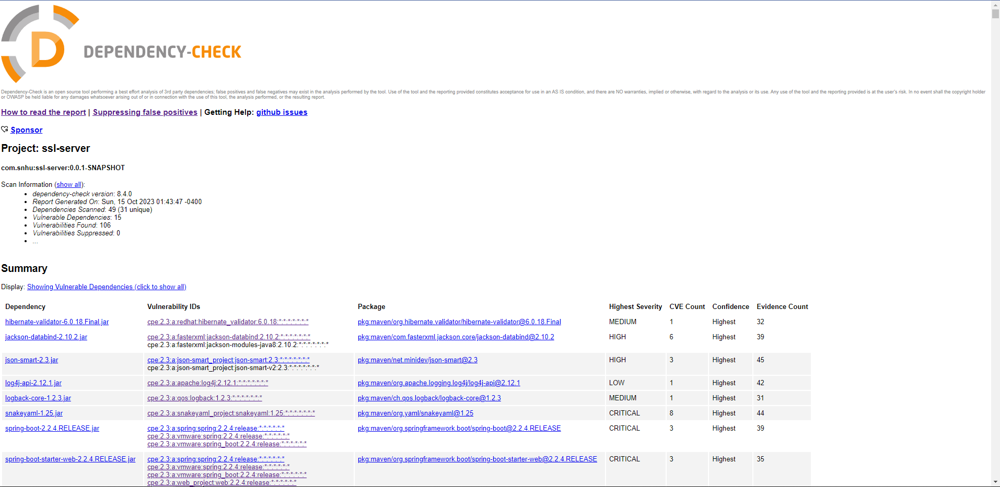 DEPENDENCY-CHECK
Dependency-Check is an open source tool performing a best effort analysis of 3rd party dependencies; false positives and false negatives may exist in the analysis performed by the tool. Use of the tool and the reporting provided constitutes acceptance for use in an AS IS condition, and there are NO warranties, implied or otherwise, with regard to the analysis or its use. Any use of the tool and the reporting provided is at the user's risk. In no event shall the copyright holder
or OWASP be held liable for any damages whatsoever arising out of or in connection with the use of this tool, the analysis performed, or the resulting report.
How to read the report | Suppressing false positives | Getting Help: github issues
Sponsor
Project: ssl-server
com.snhu:ssl-server:0.0.1-SNAPSHOT
Scan Information (show all):
• dependency-check version: 8.4.0
• Report Generated On: Sun, 15 Oct 2023 01:43:47 -0400
• Dependencies Scanned: 49 (31 unique)
• Vulnerable Dependencies: 15
• Vulnerabilities Found: 106
• Vulnerabilities Suppressed: 0
• ...
Summary
Display: Showing Vulnerable Dependencies (click to show all)
Dependency Vulnerability IDs Package Highest Severity CVE Count Confidence Evidence Count
hibernate-validator-6.0.18.Final.jar cpe:2.3:a:redhat:hibernate_validator:6.0.18:*:*:*:*:*:*:* pkg:maven/org.hibernate.validator/hibernate-validator@6.0.18.Final MEDIUM 1 Highest 32
jackson-databind-2.10.2.jar cpe:2.3:a:fasterxml:jackson-databind:2.10.2:*:*:*:*:*:*:* pkg:maven/com.fasterxml.jackson.core/jackson-databind@2.10.2 HIGH 6 Highest 39
cpe:2.3:a:fasterxml:jackson-modules-java8:2.10.2:*:*:*:*:*:*:*
json-smart-2.3.jar cpe:2.3:a:json-smart_project:json-smart:2.3:*:*:*:*:*:*:* pkg:maven/net.minidev/json-smart@2.3 HIGH 3 Highest 45
cpe:2.3:a:json-smart_project:json-smart-v2:2.3:*:*:*:*:*:*:*
log4j-api-2.12.1.jar cpe:2.3:a:apache:log4j:2.12.1:*:*:*:*:*:*:* pkg:maven/org.apache.logging.log4j/log4j-api@2.12.1 LOW 1 Highest 42
logback-core-1.2.3.jar cpe:2.3:a:qos:logback:1.2.3:*:*:*:*:*:*:* pkg:maven/ch.qos.logback/logback-core@1.2.3 MEDIUM 1 Highest 31
snakeyaml-1.25.jar cpe:2.3:a:snakeyaml_project:snakeyaml:1.25:*:*:*:*:*:*:* pkg:maven/org.yaml/snakeyaml@1.25 CRITICAL 8 Highest 44
spring-boot-2.2.4.RELEASE.jar cpe:2.3:a:spring:spring:2.2.4:release:*:*:*:*:*:* pkg:maven/org.springframework.boot/spring-boot@2.2.4.RELEASE CRITICAL 3 Highest 39
cpe:2.3:a:vmware:spring:2.2.4:release:*:*:*:*:*:*
cpe:2.3:a:vmware:spring_boot:2.2.4:release:*:*:*:*:*:*
spring-boot-starter-web-2.2.4.RELEASE.jar cpe:2.3:a:spring:spring:2.2.4:release:*:*:*:*:*:* pkg:maven/org.springframework.boot/spring-boot-starter-web@2.2.4.RELEASE CRITICAL 3 Highest 35
cpe:2.3:a:vmware:spring:2.2.4:release:*:*:*:*:*:*
cpe:2.3:a:vmware:spring_boot:2.2.4:release:*:*:*:*:*:*
cpe:2.3:a:web_project:web:2.2.4:release:*:*:*:*:*:*